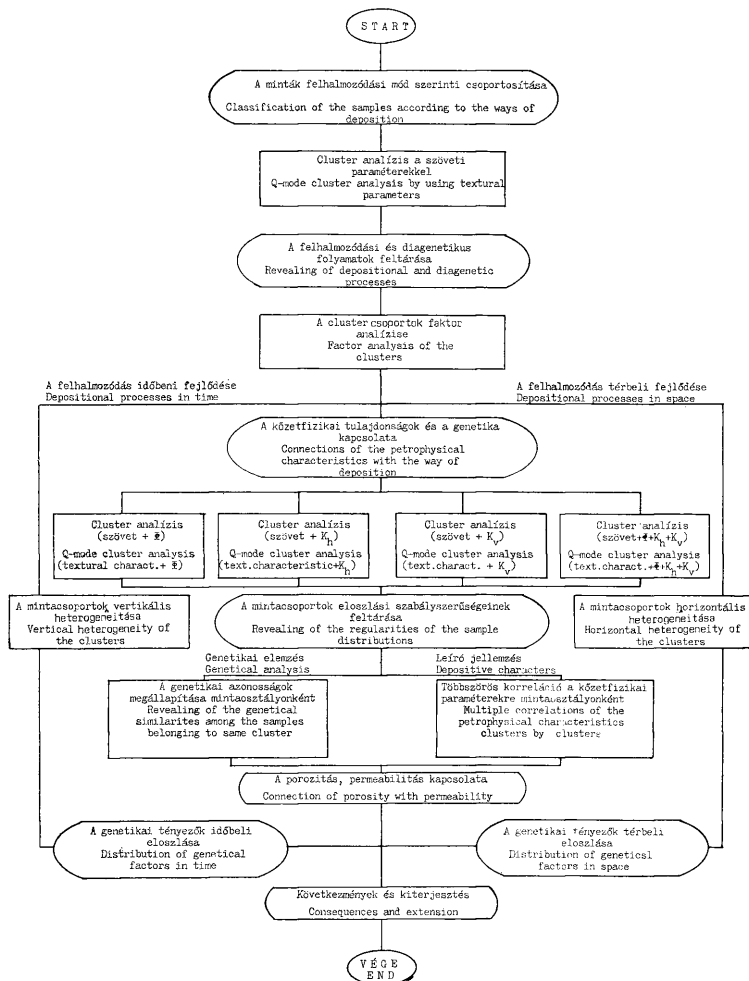 S T A R T
A minták felhalmozódási mód szerinti csoportosítása
Classification of the samples according to the ways of
deposition
Cluster analízis a szöveti
paraméterekkel
Q-mode cluster analysis by using textural
parameters
A felhalmozódási és diagenetikus
folyamatok feltárása
Revealing of depositional and diagenetic
processes
A cluster csoportok faktor
analízise
Factor analysis of the
clusters
A felhalmozódás időbeni fejlődése
Depositional processes in time
A felhalmozódás térbeli fejlődése
Depositional processes in space
A kőzetfizikai tulajdonságok és a genetika
kapcsolata
Connections of the petrophysical
characteristics with the way of
deposition
Cluster analízis
(szövet + Φ)
Q-mode cluster analysis
(textural charact.+ Φ)
Cluster analízis
(szövet + Kh)
Q-mode cluster analysis
(text.characteristic+Kh)
Cluster analízis
(szövet + Kv)
Q-mode cluster analysis
(text.charact. + Kv)
Cluster analízis
(szövet+Φ+Kh+Kv)
Q-mode cluster analysis
(text.charact.+Φ+Kh+Kv)
A mintacsoportok vertikális
heterogeneitása
Vertical heterogeneity of
the clusters
A mintacsoportok eloszlási szabályszerűségeinek
feltárása
Revealing of the regularities of the sample
distributions
A mintacsoportok horizontális
heterogeneitása
Horizontal heterogeneity of
the clusters
Genetikai elemzés
Genetical analysis
Leíró jellemzés
Depositive characters
A genetikai azonosságok
megállapítása mintaosztályonként
Revealing of the genetical
similarites among the samples
belonging to same cluster
Többszörös korreláció a kőzetfizikai
paraméterekre mintaosztályonként
Multiple correlations of the
petrophysical characteristics
clusters by clusters
A porozitás, permeabilitás kapcsolata
Connection of porosity with permeability
A genetikai tényezők időbeli
eloszlása
Distribution of genetical
factors in time
A genetikai tényezők térbeli
eloszlása
Distribution of geneticsl
factors in space
Következmények és kiterjesztés
Consequences and extension
V É G E
END